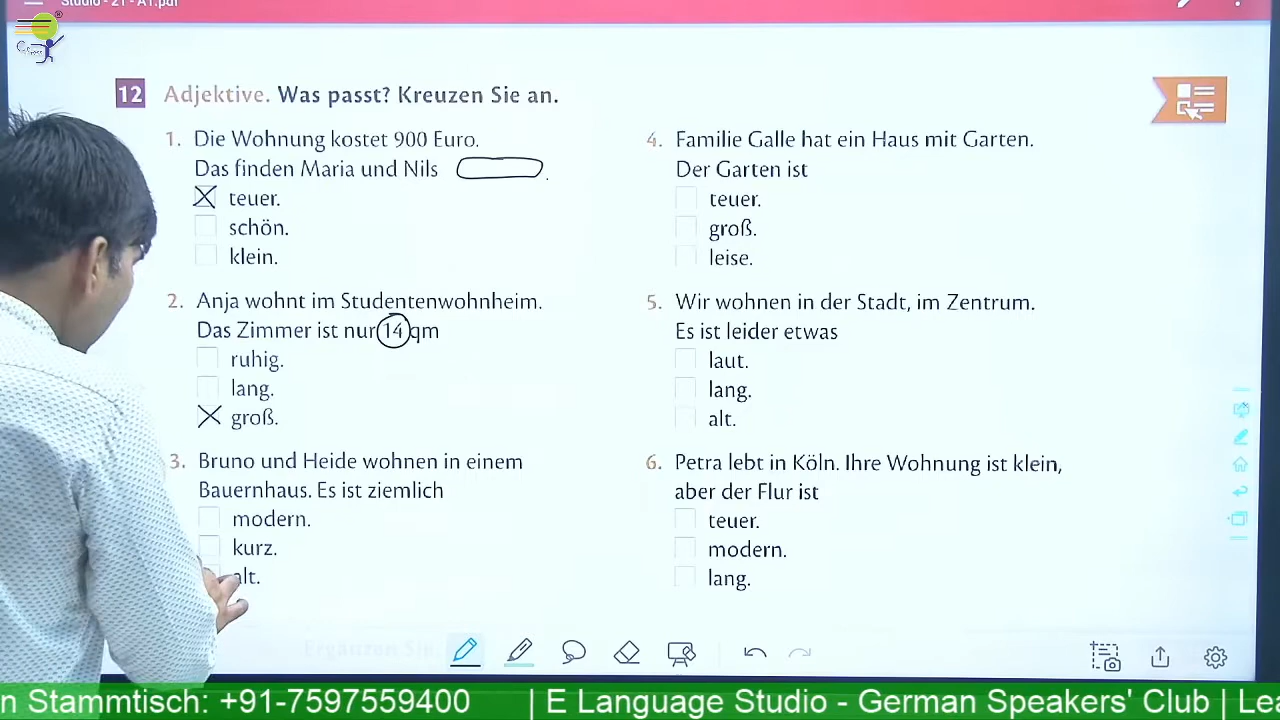 Studio - 21 - A1.pdf
12 Adjektive. Was passt? Kreuzen Sie an.
1. Die Wohnung kostet 900 Euro.
Das finden Maria und Nils .
teuer.
schön.
klein.
2. Anja wohnt im Studentenwohnheim.
Das Zimmer ist nur 14 qm
ruhig.
lang.
groß.
3. Bruno und Heide wohnen in einem
Bauernhaus. Es ist ziemlich
modern.
kurz.
alt.
4. Familie Galle hat ein Haus mit Garten.
Der Garten ist
teuer.
groß.
leise.
5. Wir wohnen in der Stadt, im Zentrum.
Es ist leider etwas
laut.
lang.
alt.
6. Petra lebt in Köln. Ihre Wohnung ist klein,
aber der Flur ist
teuer.
modern.
lang.
Ergänzen Sie.
n Stammtisch: +91-7597559400 | E Language Studio - German Speakers' Club | Lea